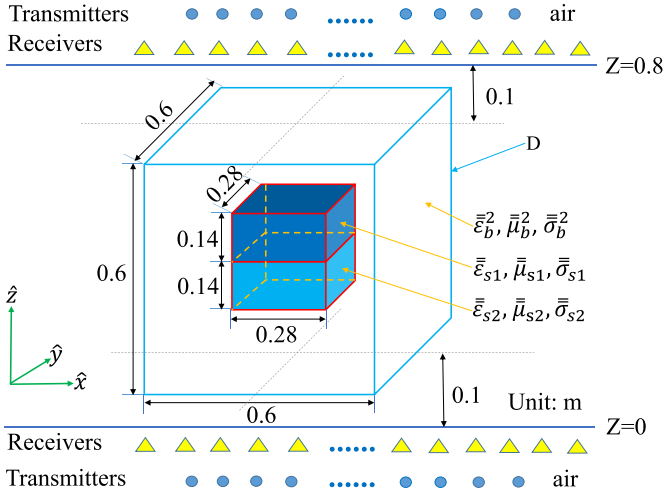 Transmitters
air
Receivers
Z=0.8
0.1
0.6
D
0.28
0.14
ε̿_b^2, μ̿_b^2, σ̿_b^2
0.6
ε̿_s1, μ̿_s1, σ̿_s1
0.14
ε̿_s2, μ̿_s2, σ̿_s2
ẑ
0.28
ŷ
x̂
0.1
0.6
Unit: m
Z=0
Receivers
Transmitters
air